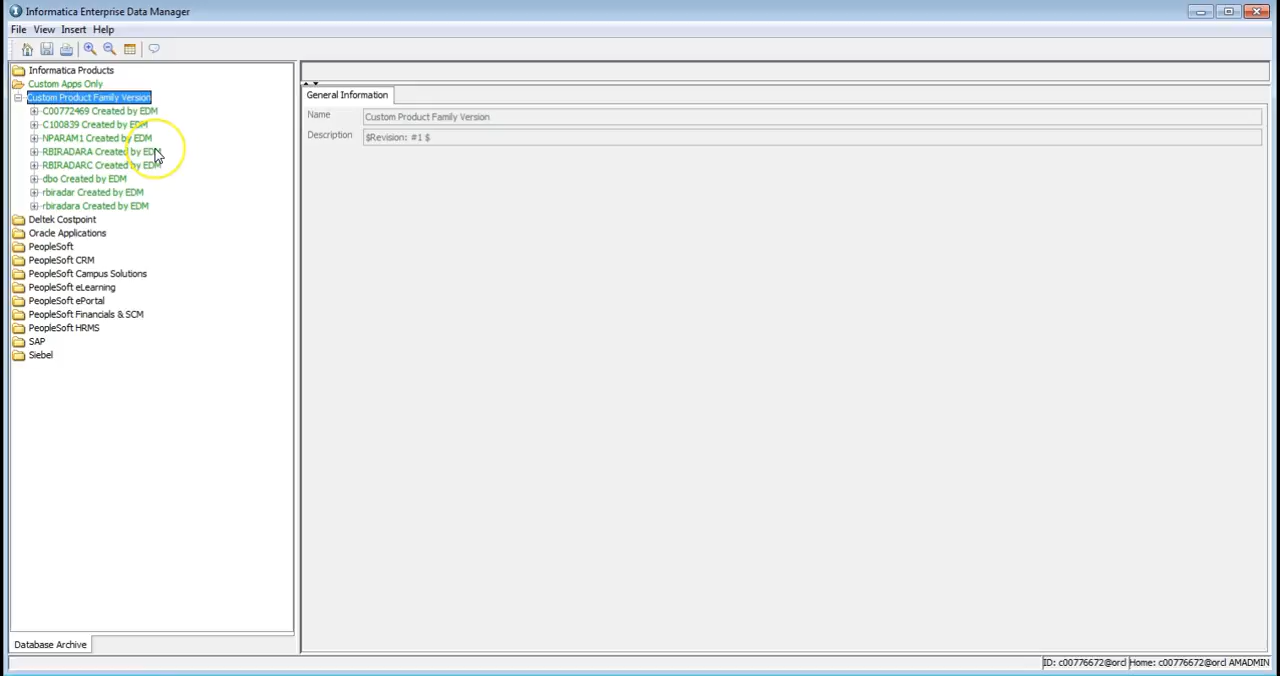 Informatica Enterprise Data Manager
File View Insert Help
Informatica Products
Custom Apps Only
Custom Product Family Version
C00772469 Created by EDM
C100839 Created by EDM
NPARAM1 Created by EDM
RBIRADARA Created by EDM
RBIRADARC Created by EDM
dbo Created by EDM
rbiradar Created by EDM
rbiradara Created by EDM
Deltek Costpoint
Oracle Applications
PeopleSoft
PeopleSoft CRM
PeopleSoft Campus Solutions
PeopleSoft eLearning
PeopleSoft ePortal
PeopleSoft Financials & SCM
PeopleSoft HRMS
SAP
Siebel
Database Archive
General Information
Name Custom Product Family Version
Description $Revision: #1 $
ID: c00776672@orcl Home: c00776672@orcl AMADMIN